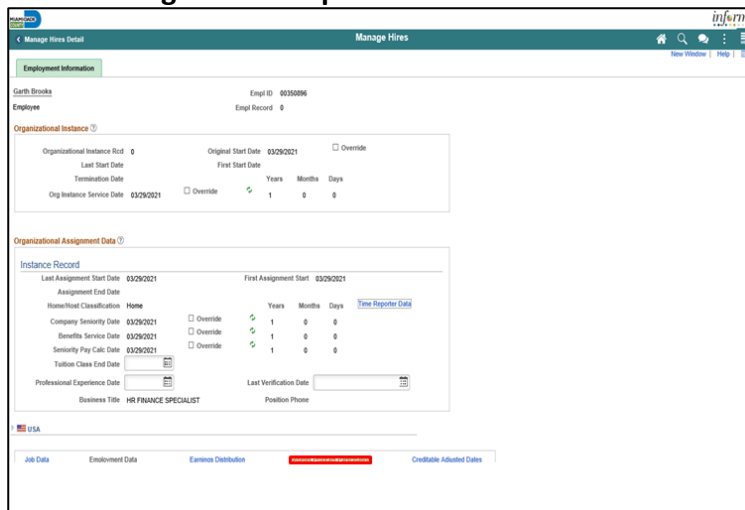 MIAMI-DADE
COUNTY
inform
Manage Hires Detail
Manage Hires
New Window | Help |
Employment Information
Garth Brooks
Empl ID 00350896
Employee
Empl Record 0
Organizational Instance
Organizational Instance Rcd 0 Original Start Date 03/29/2021 Override
Last Start Date First Start Date
Termination Date Years Months Days
Org Instance Service Date 03/29/2021 Override 1 0 0
Organizational Assignment Data
Instance Record
Last Assignment Start Date 03/29/2021 First Assignment Start 03/29/2021
Assignment End Date
Home/Host Classification Home Years Months Days Time Reporter Data
Company Seniority Date 03/29/2021 Override 1 0 0
Benefits Service Date 03/29/2021 Override 1 0 0
Seniority Pay Calc Date 03/29/2021 Override 1 0 0
Tuition Class End Date
Professional Experience Date Last Verification Date
Business Title HR FINANCE SPECIALIST Position Phone
USA
Job Data Employment Data Earnings Distribution Creditable Adjusted Dates